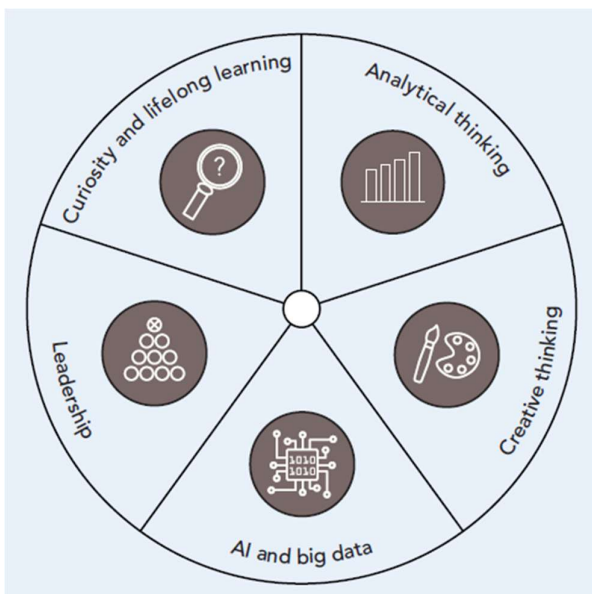 Curiosity and lifelong learning
Analytical thinking
?
Leadership
Creative thinking
1010
1010
AI and big data